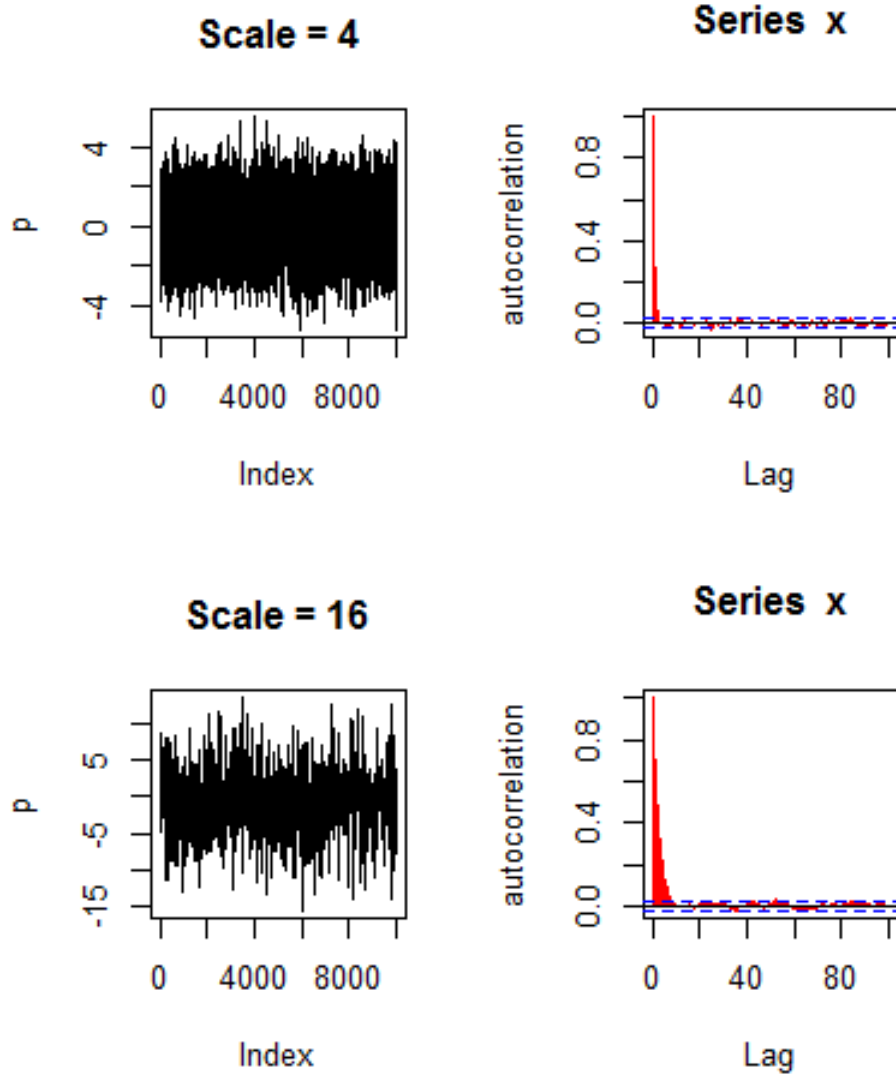 Scale = 4
Series x
p
4
0
-4
0 4000 8000
Index
autocorrelation
0.8
0.4
0.0
0 40 80
Lag
Scale = 16
Series x
p
5
-5
-15
0 4000 8000
Index
autocorrelation
0.8
0.4
0.0
0 40 80
Lag